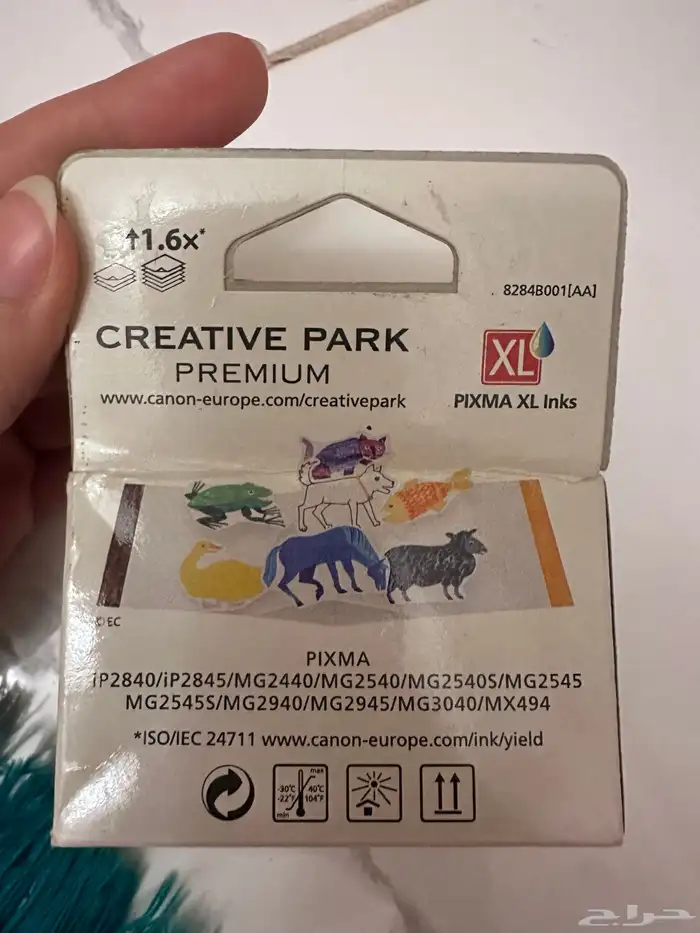 ↑1.6x*
8284B001[AA]
CREATIVE PARK
PREMIUM
www.canon-europe.com/creativepark
XL
PIXMA XL Inks
EC
PIXMA
iP2840/iP2845/MG2440/MG2540/MG2540S/MG2545
MG2545S/MG2940/MG2945/MG3040/MX494
*ISO/IEC 24711 www.canon-europe.com/ink/yield
max
-30°C 40°C
-22°F 104°F
min
حراج